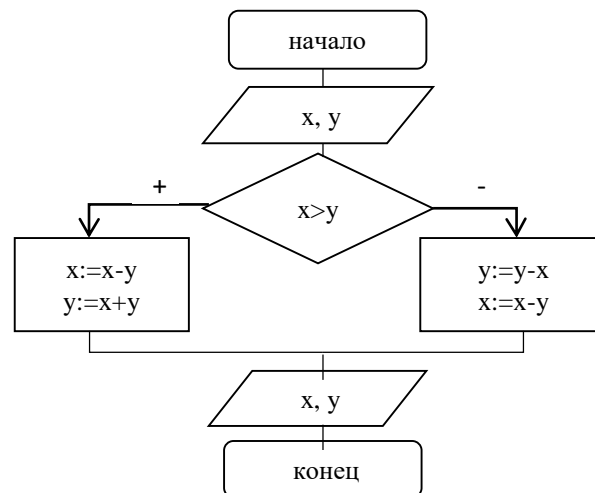 начало
x, y
+
x>y
-
x:=x-y
y:=x+y
y:=y-x
x:=x-y
x, y
конец